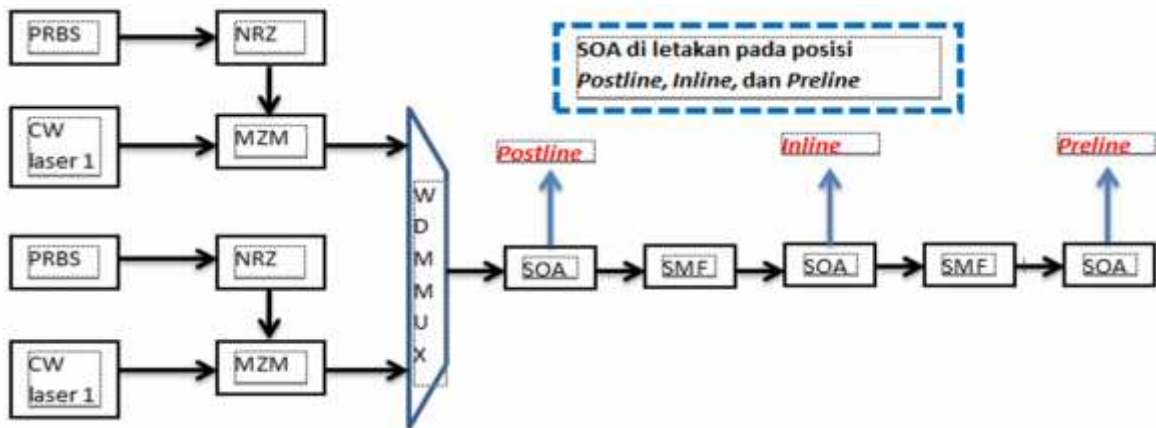 PRBS
NRZ
SOA di letakan pada posisi
Postline, Inline, dan Preline
CW
laser 1
MZM
Postline
Inline
Preline
WDMMUX
PRBS
NRZ
SOA
SMF
SOA
SMF
SOA
CW
laser 1
MZM